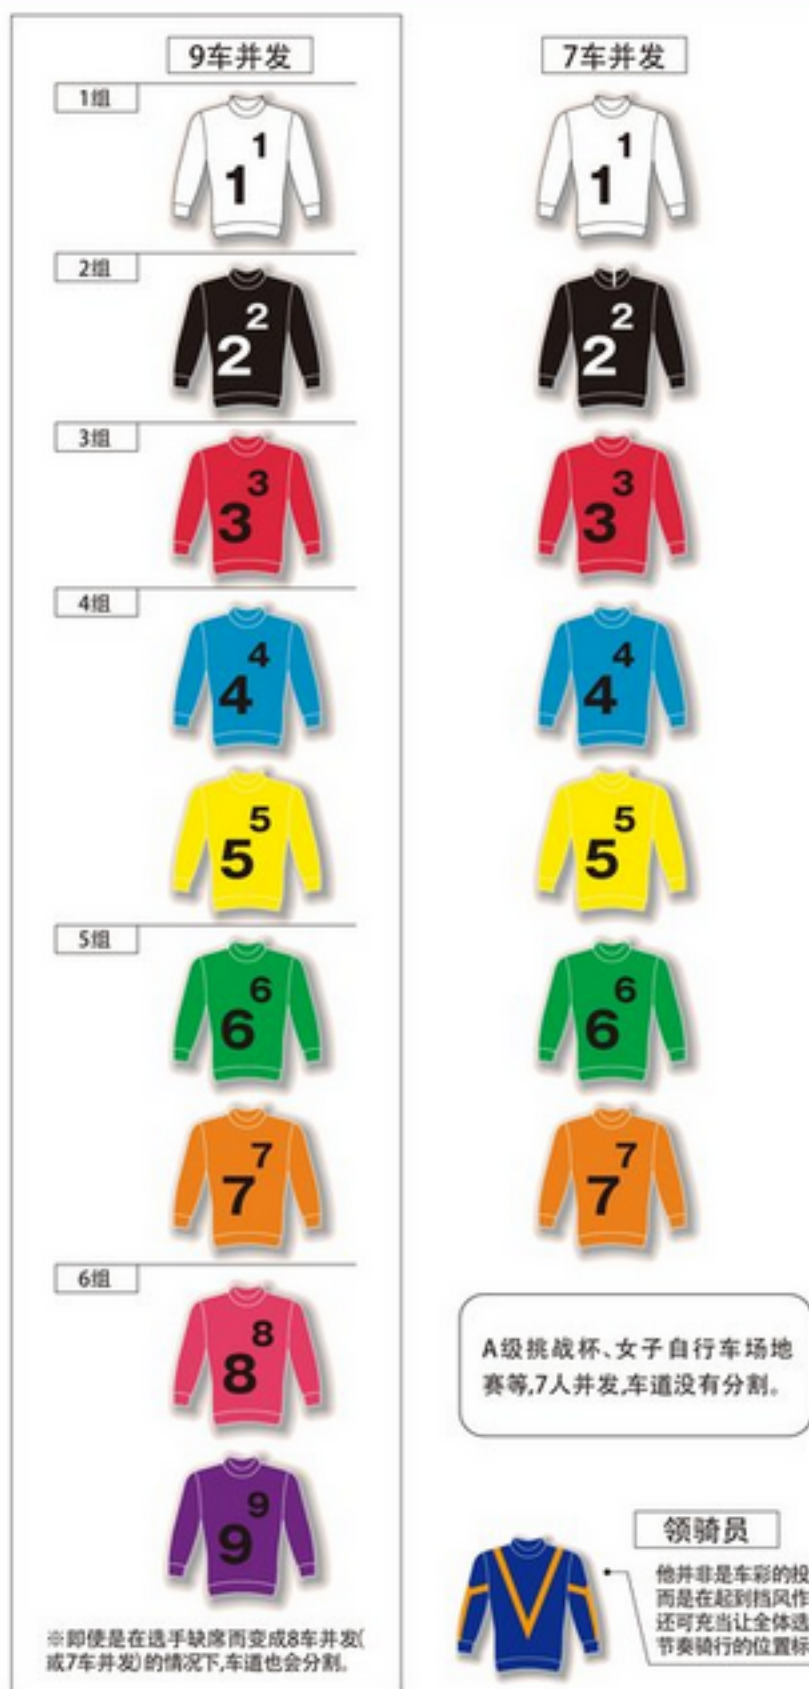 9车并发
1组
1
1
2组
2
2
3组
3
3
4组
4
4
5
5
5组
6
6
7
7
6组
8
8
9
9
※即使是在选手缺席而变成8车并发(
或7车并发)的情况下,车道也会分割。
7车并发
1
1
2
2
3
3
4
4
5
5
6
6
7
7
A级挑战杯、女子自行车场地
赛等,7人并发,车道没有分割。
领骑员
他并非是车彩的投
而是在起到挡风作
还可充当让全体选
节奏骑行的位置标